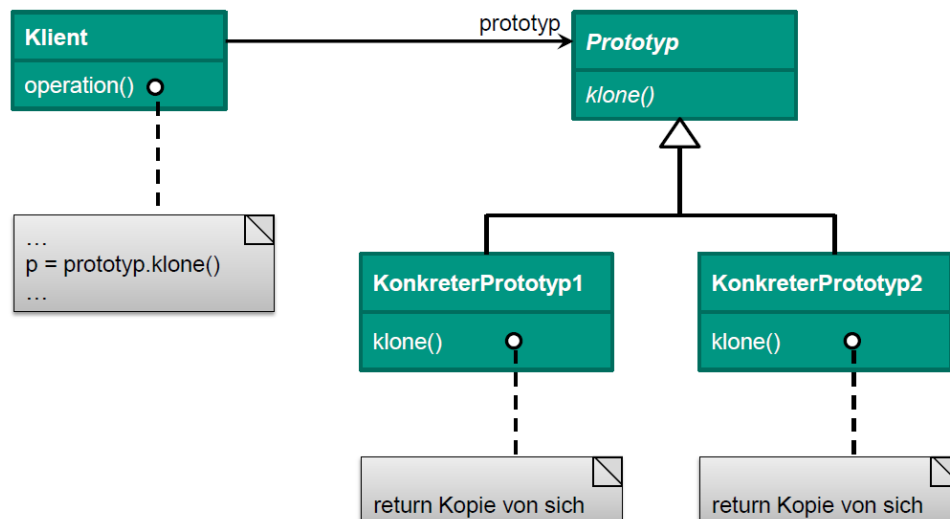 Klient
operation()
prototyp
Prototyp
klone()
…
p = prototyp.klone()
…
KonkreterPrototyp1
klone()
KonkreterPrototyp2
klone()
return Kopie von sich
return Kopie von sich